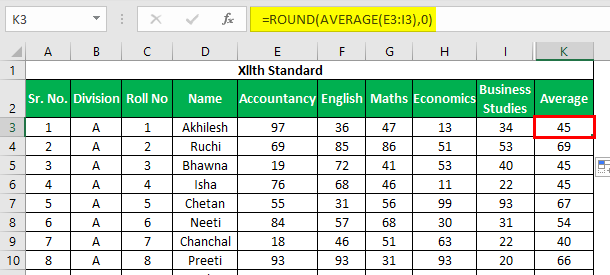 K3 =ROUND(AVERAGE(E3:I3),0)
A B C D E F G H I K
1 Xllth Standard
2 Sr. No. Division Roll No Name Accountancy English Maths Economics Business Studies Average
3 1 A 1 Akhilesh 97 36 47 13 34 45
4 2 A 2 Ruchi 69 85 86 51 53 69
5 3 A 3 Bhawna 19 72 41 53 40 45
6 4 A 4 Isha 76 68 46 11 22 45
7 5 A 5 Chetan 55 31 56 99 93 67
8 6 A 6 Neeti 84 57 68 30 31 54
9 7 A 7 Chanchal 18 46 51 63 22 40
10 8 A 8 Preeti 93 93 31 93 20 66